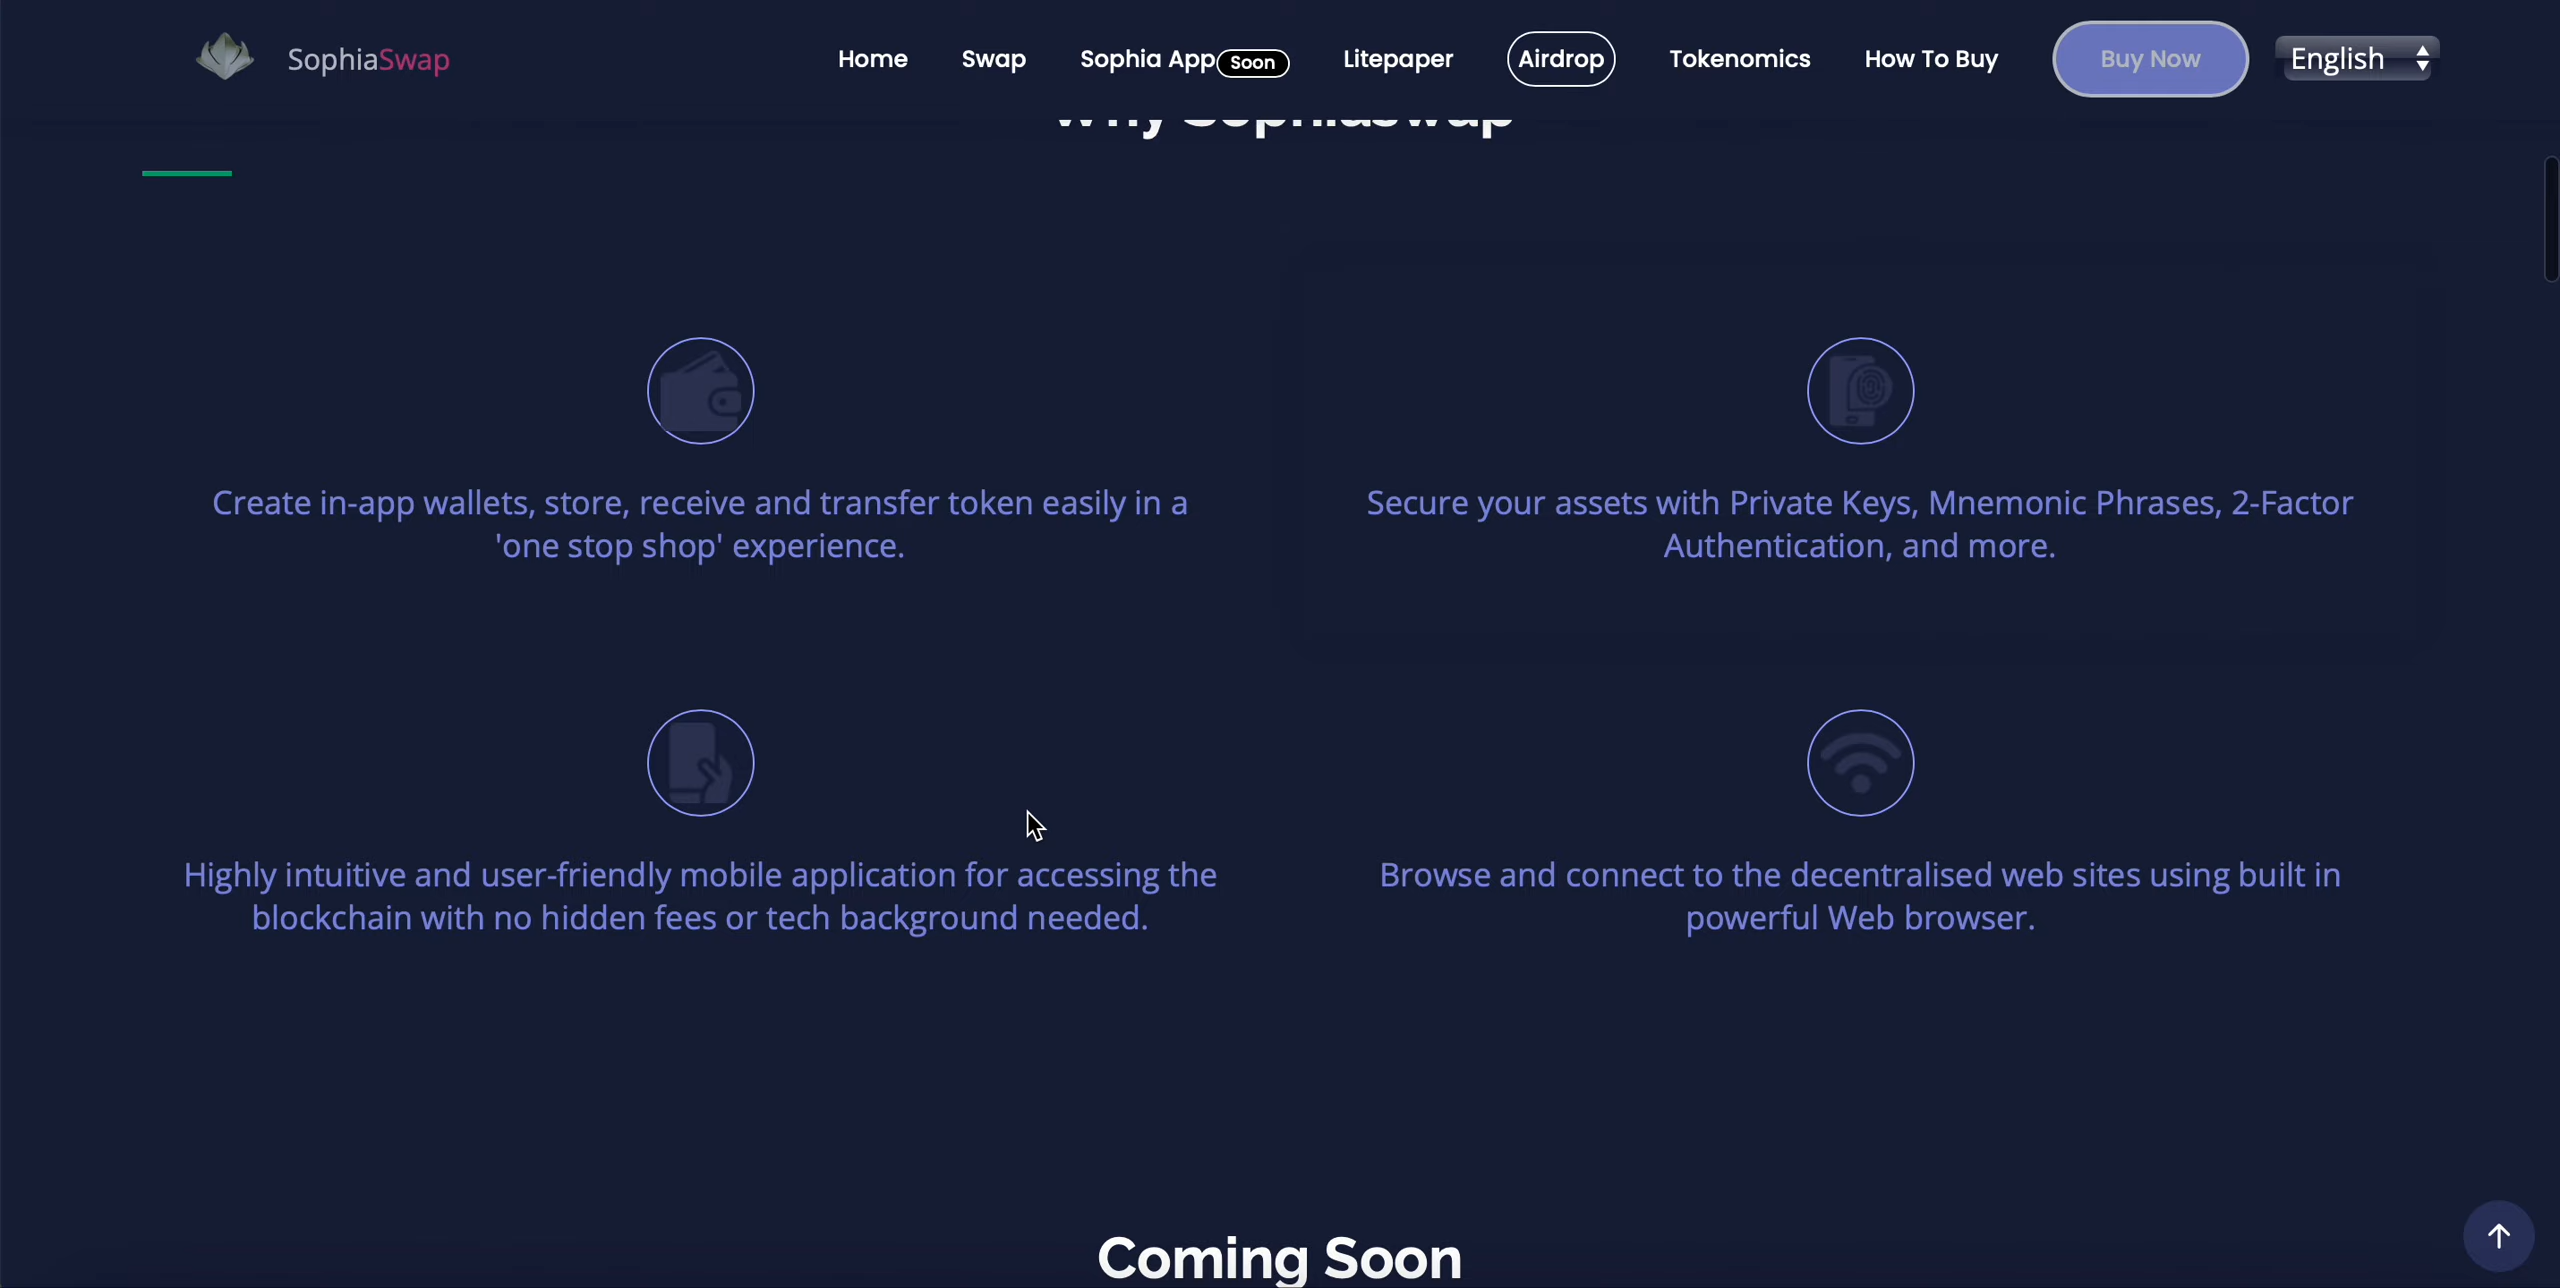 SophiaSwap
Home Swap Sophia App Soon Litepaper Airdrop Tokenomics How To Buy Buy Now English
Why Sophiaswap
Create in-app wallets, store, receive and transfer token easily in a
'one stop shop' experience.
Secure your assets with Private Keys, Mnemonic Phrases, 2-Factor
Authentication, and more.
Highly intuitive and user-friendly mobile application for accessing the
blockchain with no hidden fees or tech background needed.
Browse and connect to the decentralised web sites using built in
powerful Web browser.
Coming Soon